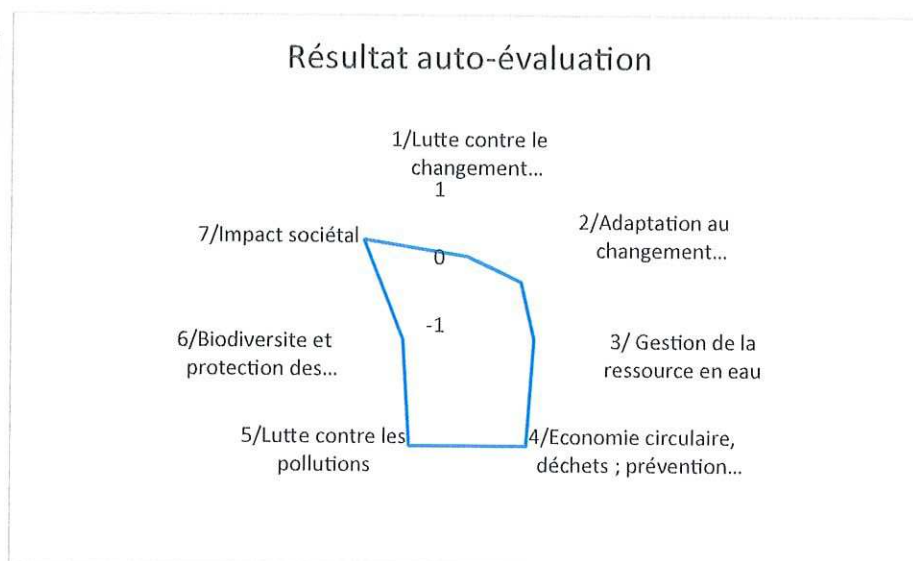 Résultat auto-évaluation
1/Lutte contre le
changement...
1
2/Adaptation au
changement...
7/Impact sociétal
0
-1
3/ Gestion de la
ressource en eau
6/Biodiversite et
protection des...
5/Lutte contre les
pollutions
4/Economie circulaire,
déchets ; prévention...